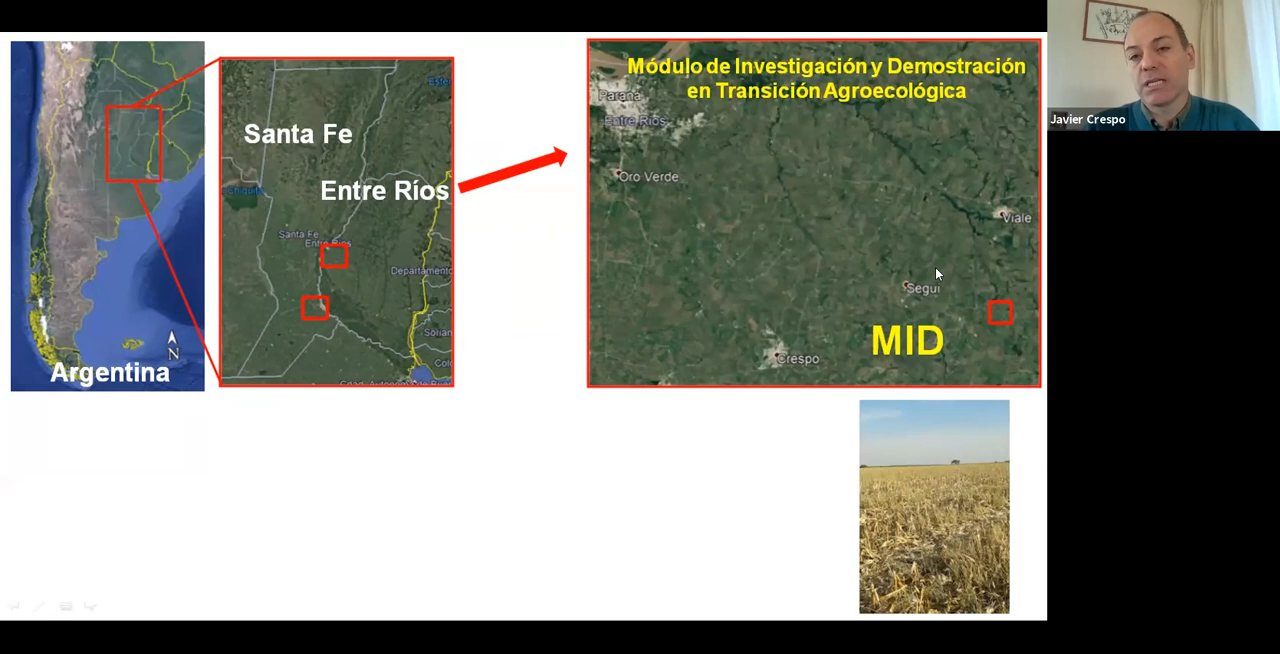 Argentina
N
Santa Fe
Entre Ríos
Santa Fe
Entre Ríos
Departamento
Módulo de Investigación y Demostración
en Transición Agroecológica
Paraná
Entre Ríos
Oro Verde
Viale
Segui
MID
Crespo
Javier Crespo